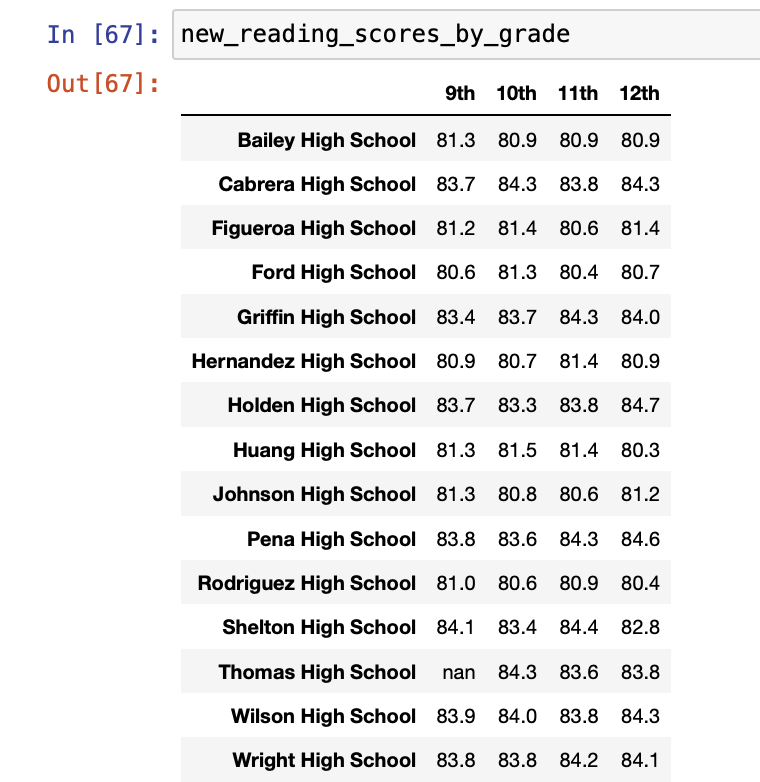 In [67]: new_reading_scores_by_grade
Out[67]:
9th 10th 11th 12th
Bailey High School 81.3 80.9 80.9 80.9
Cabrera High School 83.7 84.3 83.8 84.3
Figueroa High School 81.2 81.4 80.6 81.4
Ford High School 80.6 81.3 80.4 80.7
Griffin High School 83.4 83.7 84.3 84.0
Hernandez High School 80.9 80.7 81.4 80.9
Holden High School 83.7 83.3 83.8 84.7
Huang High School 81.3 81.5 81.4 80.3
Johnson High School 81.3 80.8 80.6 81.2
Pena High School 83.8 83.6 84.3 84.6
Rodriguez High School 81.0 80.6 80.9 80.4
Shelton High School 84.1 83.4 84.4 82.8
Thomas High School nan 84.3 83.6 83.8
Wilson High School 83.9 84.0 83.8 84.3
Wright High School 83.8 83.8 84.2 84.1